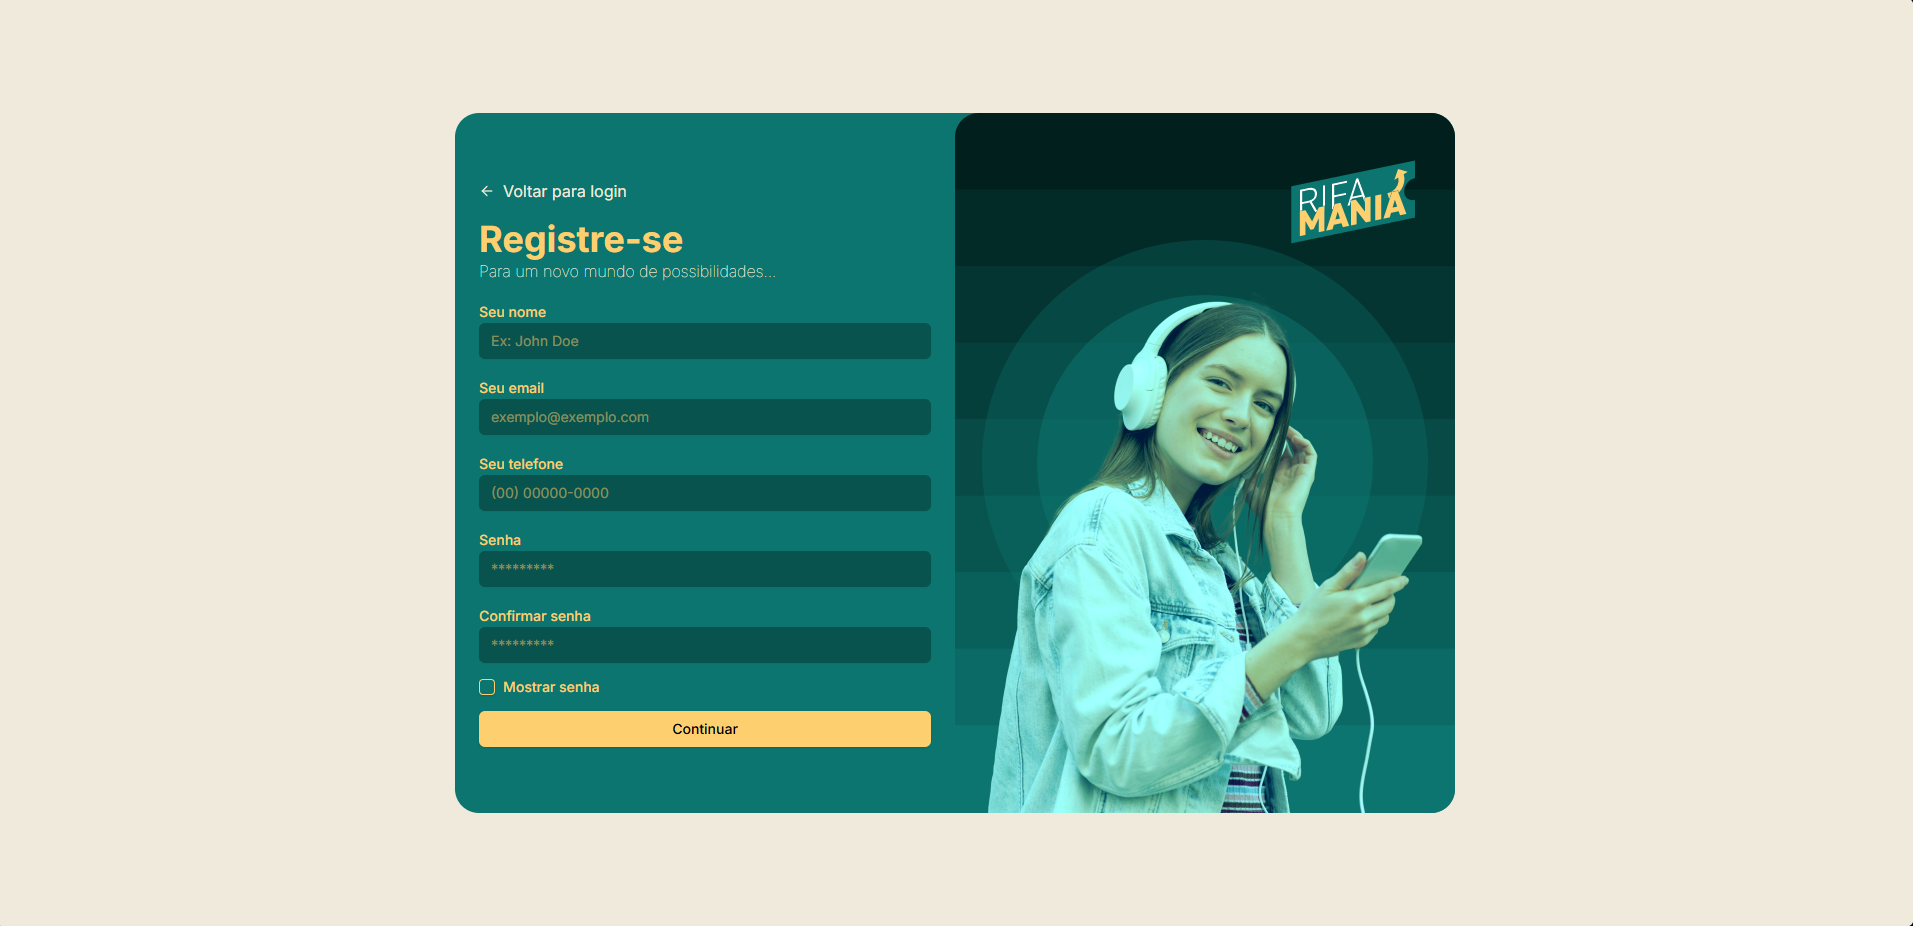 Voltar para login
Registre-se
Para um novo mundo de possibilidades...
Seu nome
Ex: John Doe
Seu email
exemplo@exemplo.com
Seu telefone
(00) 00000-0000
Senha
*********
Confirmar senha
*********
Mostrar senha
Continuar
RIFA
MANIA